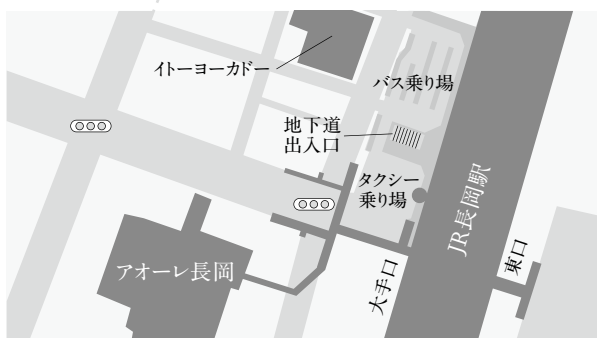 イトーヨーカドー
バス乗り場
地下道
出入口
タクシー
乗り場
JR長岡駅
アオーレ長岡
大手口
東口